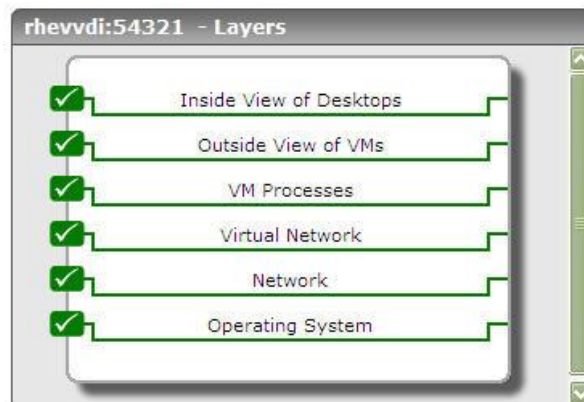 rhevvdi:54321 - Layers
Inside View of Desktops
Outside View of VMs
VM Processes
Virtual Network
Network
Operating System